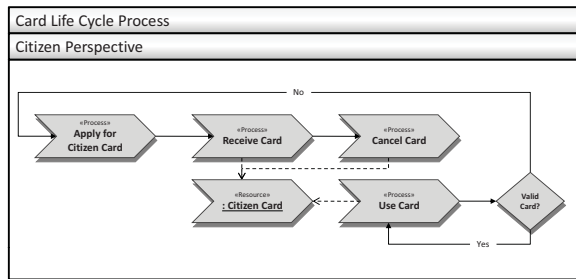 Card Life Cycle Process
Citizen Perspective
No
«Process»
Apply for
Citizen Card
«Process»
Receive Card
«Process»
Cancel Card
«Resource»
: Citizen Card
«Process»
Use Card
Valid
Card?
Yes